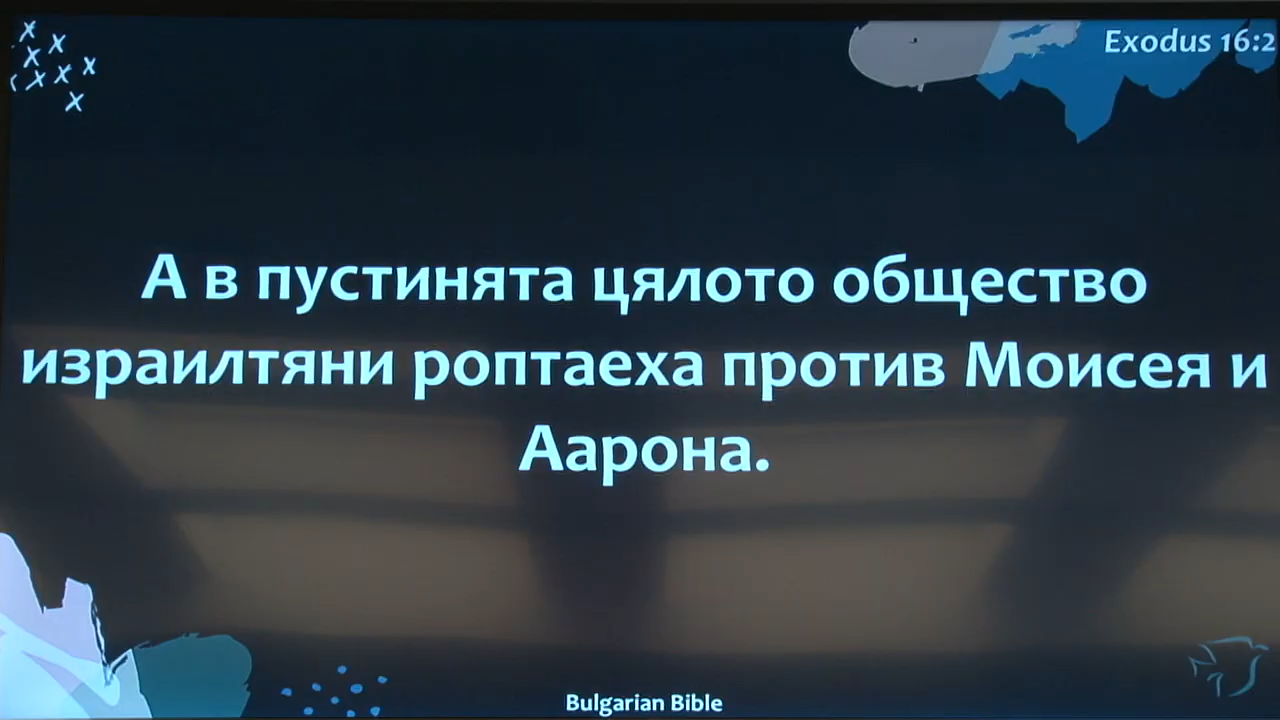 Exodus 16:2
А в пустинята цялото общество
израилтяни роптаеха против Моисея и
Аарона.
Bulgarian Bible